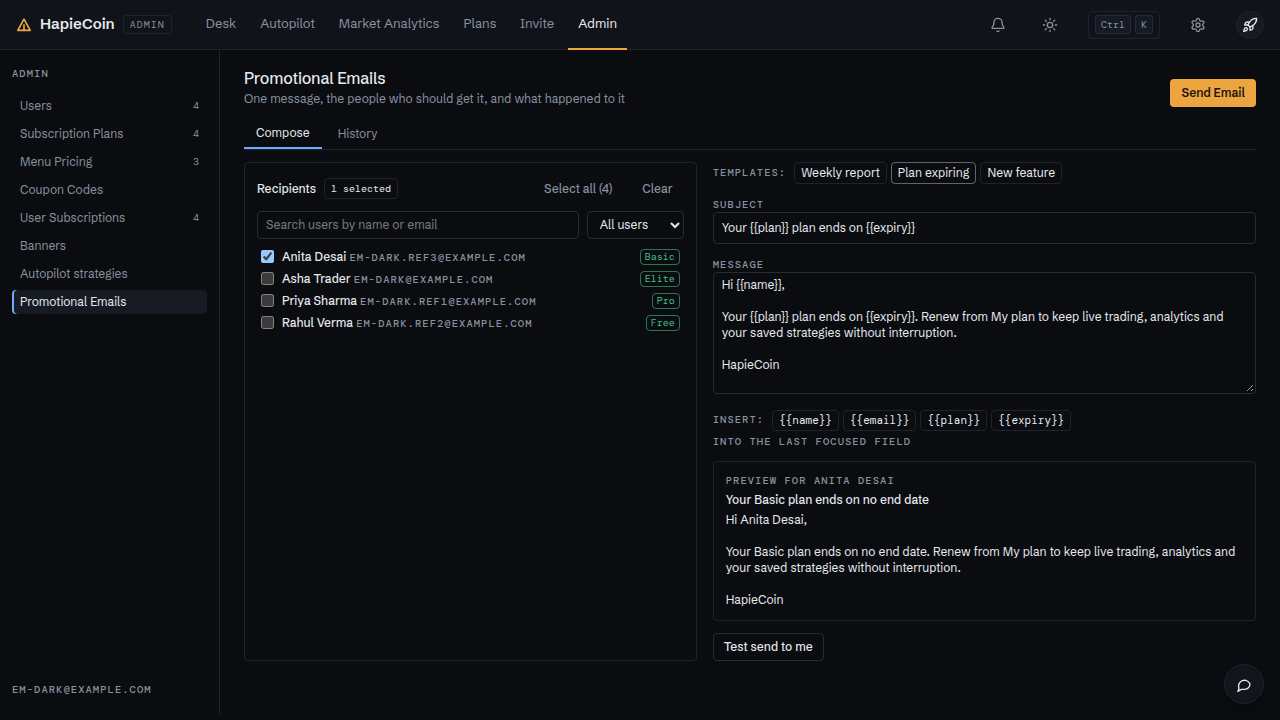 HapieCoin ADMIN Desk Autopilot Market Analytics Plans Invite Admin Ctrl K
ADMIN
Users 4
Subscription Plans 4
Menu Pricing 3
Coupon Codes
User Subscriptions 4
Banners
Autopilot strategies
Promotional Emails
EM-DARK@EXAMPLE.COM
Promotional Emails
One message, the people who should get it, and what happened to it
Send Email
Compose History
Recipients 1 selected Select all (4) Clear
Search users by name or email All users
Anita Desai EM-DARK.REF3@EXAMPLE.COM Basic
Asha Trader EM-DARK@EXAMPLE.COM Elite
Priya Sharma EM-DARK.REF1@EXAMPLE.COM Pro
Rahul Verma EM-DARK.REF2@EXAMPLE.COM Free
TEMPLATES: Weekly report Plan expiring New feature
SUBJECT
Your {{plan}} plan ends on {{expiry}}
MESSAGE
Hi {{name}},
Your {{plan}} plan ends on {{expiry}}. Renew from My plan to keep live trading, analytics and
your saved strategies without interruption.
HapieCoin
INSERT: {{name}} {{email}} {{plan}} {{expiry}}
INTO THE LAST FOCUSED FIELD
PREVIEW FOR ANITA DESAI
Your Basic plan ends on no end date
Hi Anita Desai,
Your Basic plan ends on no end date. Renew from My plan to keep live trading, analytics and
your saved strategies without interruption.
HapieCoin
Test send to me